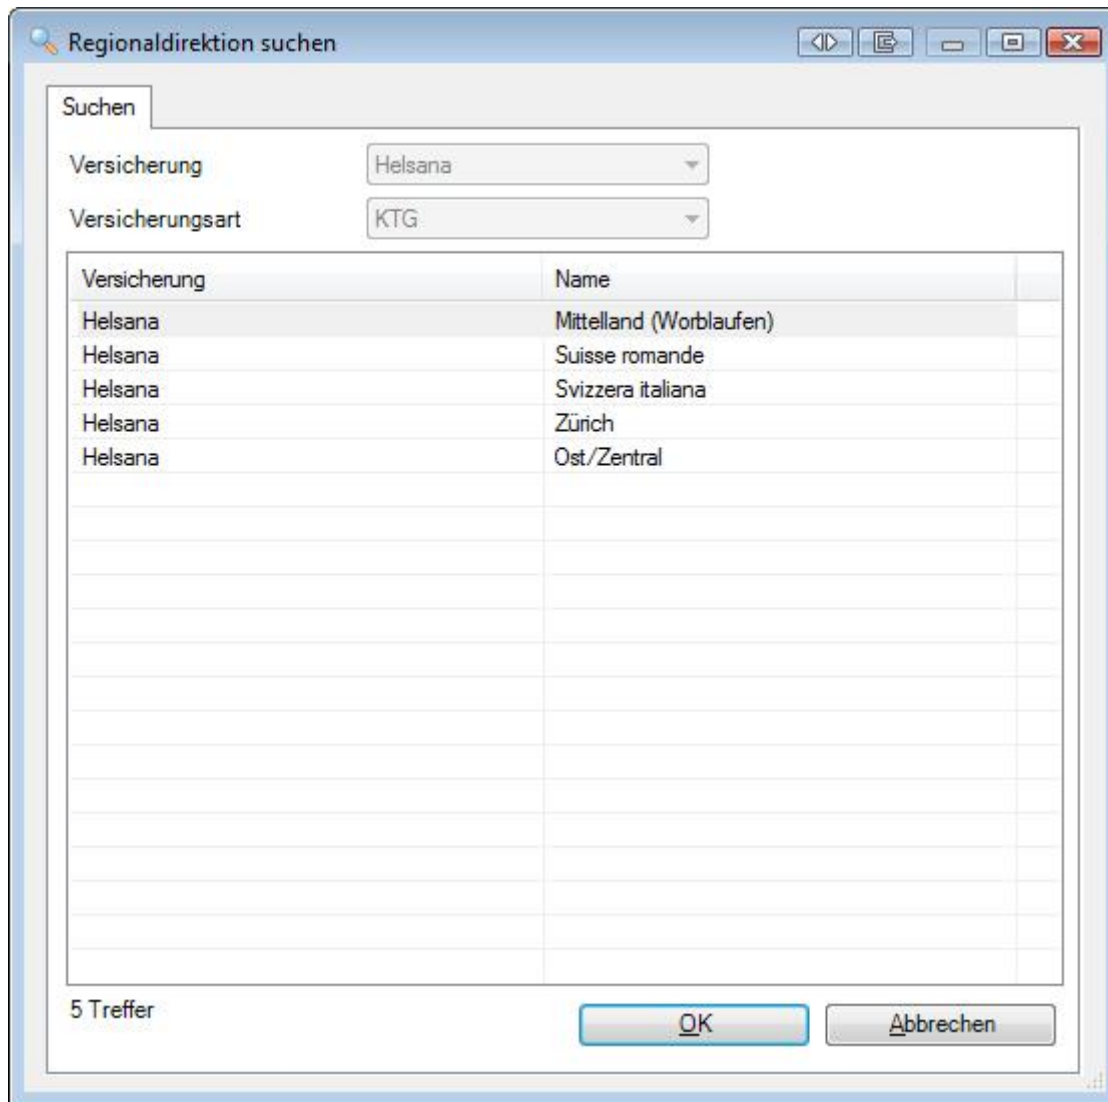 Regionaldirektion suchen
Suchen
Versicherung Helsana
Versicherungsart KTG
Versicherung Name
Helsana Mittelland (Worblaufen)
Helsana Suisse romande
Helsana Svizzera italiana
Helsana Zürich
Helsana Ost/Zentral
5 Treffer OK Abbrechen